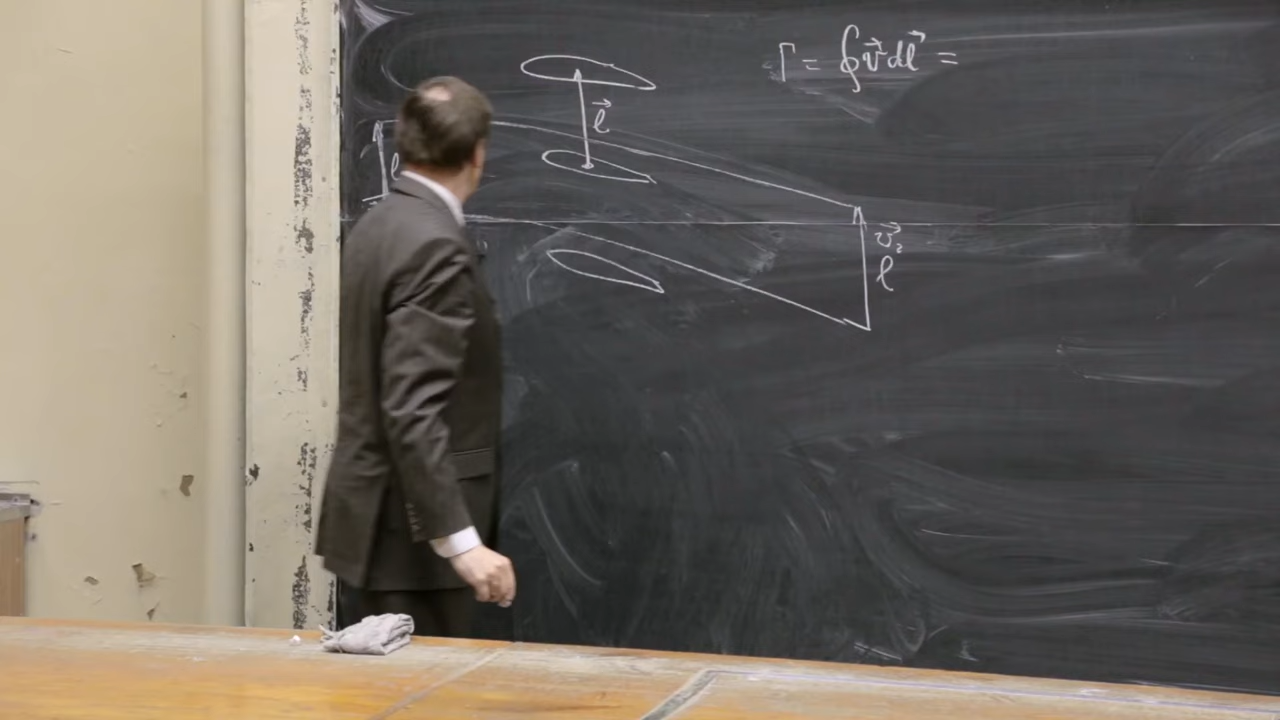 Γ = ∮ v⃗ dl⃗ =
l⃗
l
v⃗₂
l